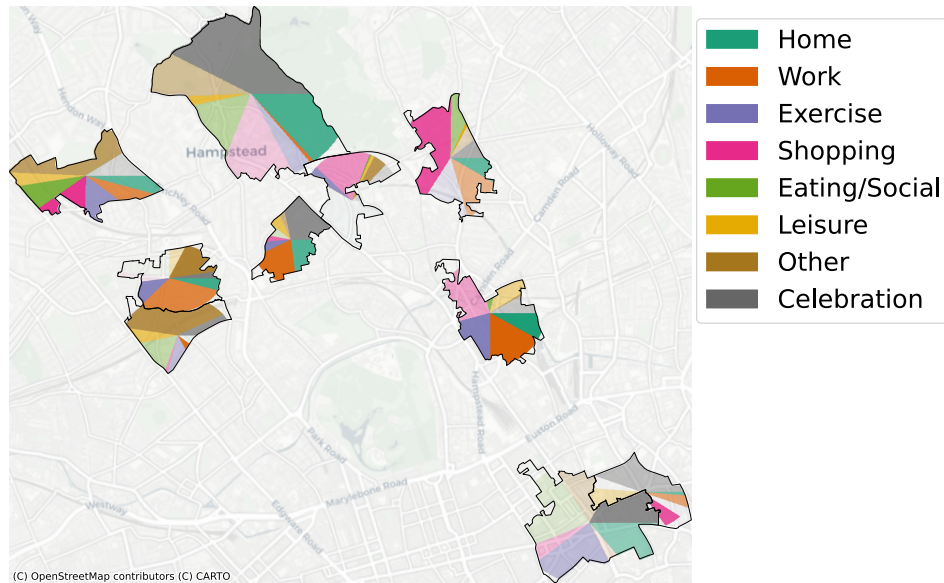 Home
Work
Exercise
Shopping
Eating/Social
Leisure
Other
Celebration
Hendon Way
Holloway Road
Hampstead
Finchley Road
Camden Road
Hampstead Road
Euston Road
Park Road
Marylebone Road
Westway
Edgware Road
(C) OpenStreetMap contributors (C) CARTO